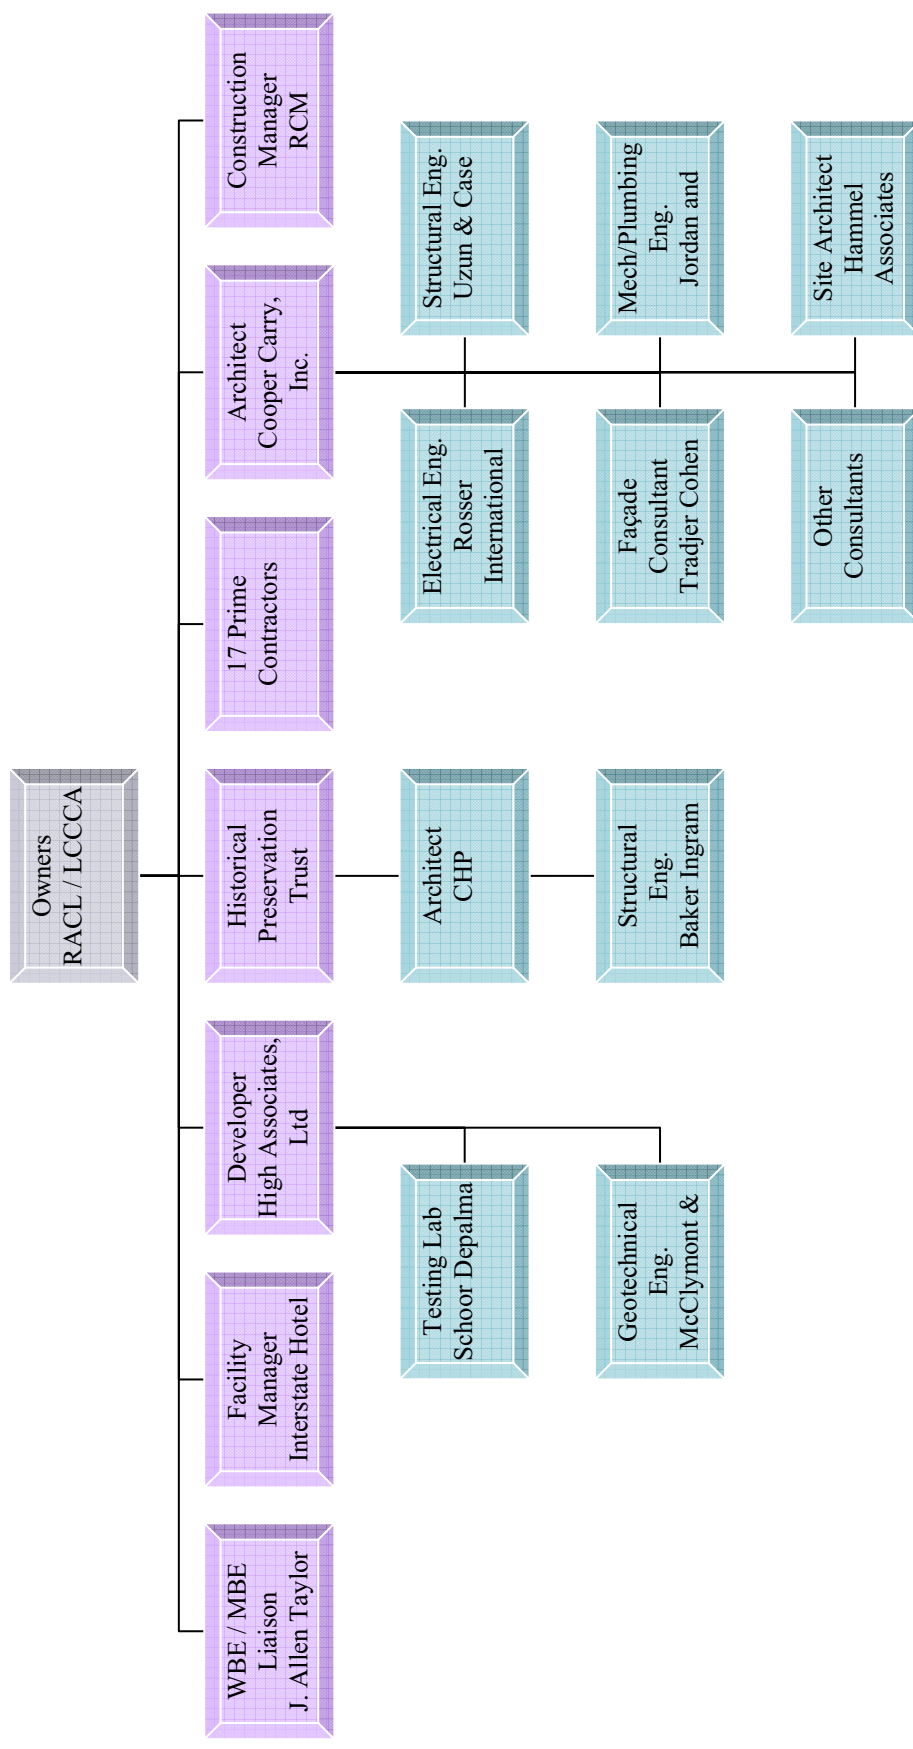 Owners
RACL / LCCCA
WBE / MBE
Liaison
J. Allen Taylor
Facility
Manager
Interstate Hotel
Developer
High Associates,
Ltd
Historical
Preservation
Trust
17 Prime
Contractors
Architect
Cooper Carry,
Inc.
Construction
Manager
RCM
Testing Lab
Schoor Depalma
Architect
CHP
Electrical Eng.
Rosser
International
Structural Eng.
Uzun & Case
Geotechnical
Eng.
McClymont &
Structural
Eng.
Baker Ingram
Façade
Consultant
Tradjer Cohen
Mech/Plumbing
Eng.
Jordan and
Other
Consultants
Site Architect
Hammel
Associates